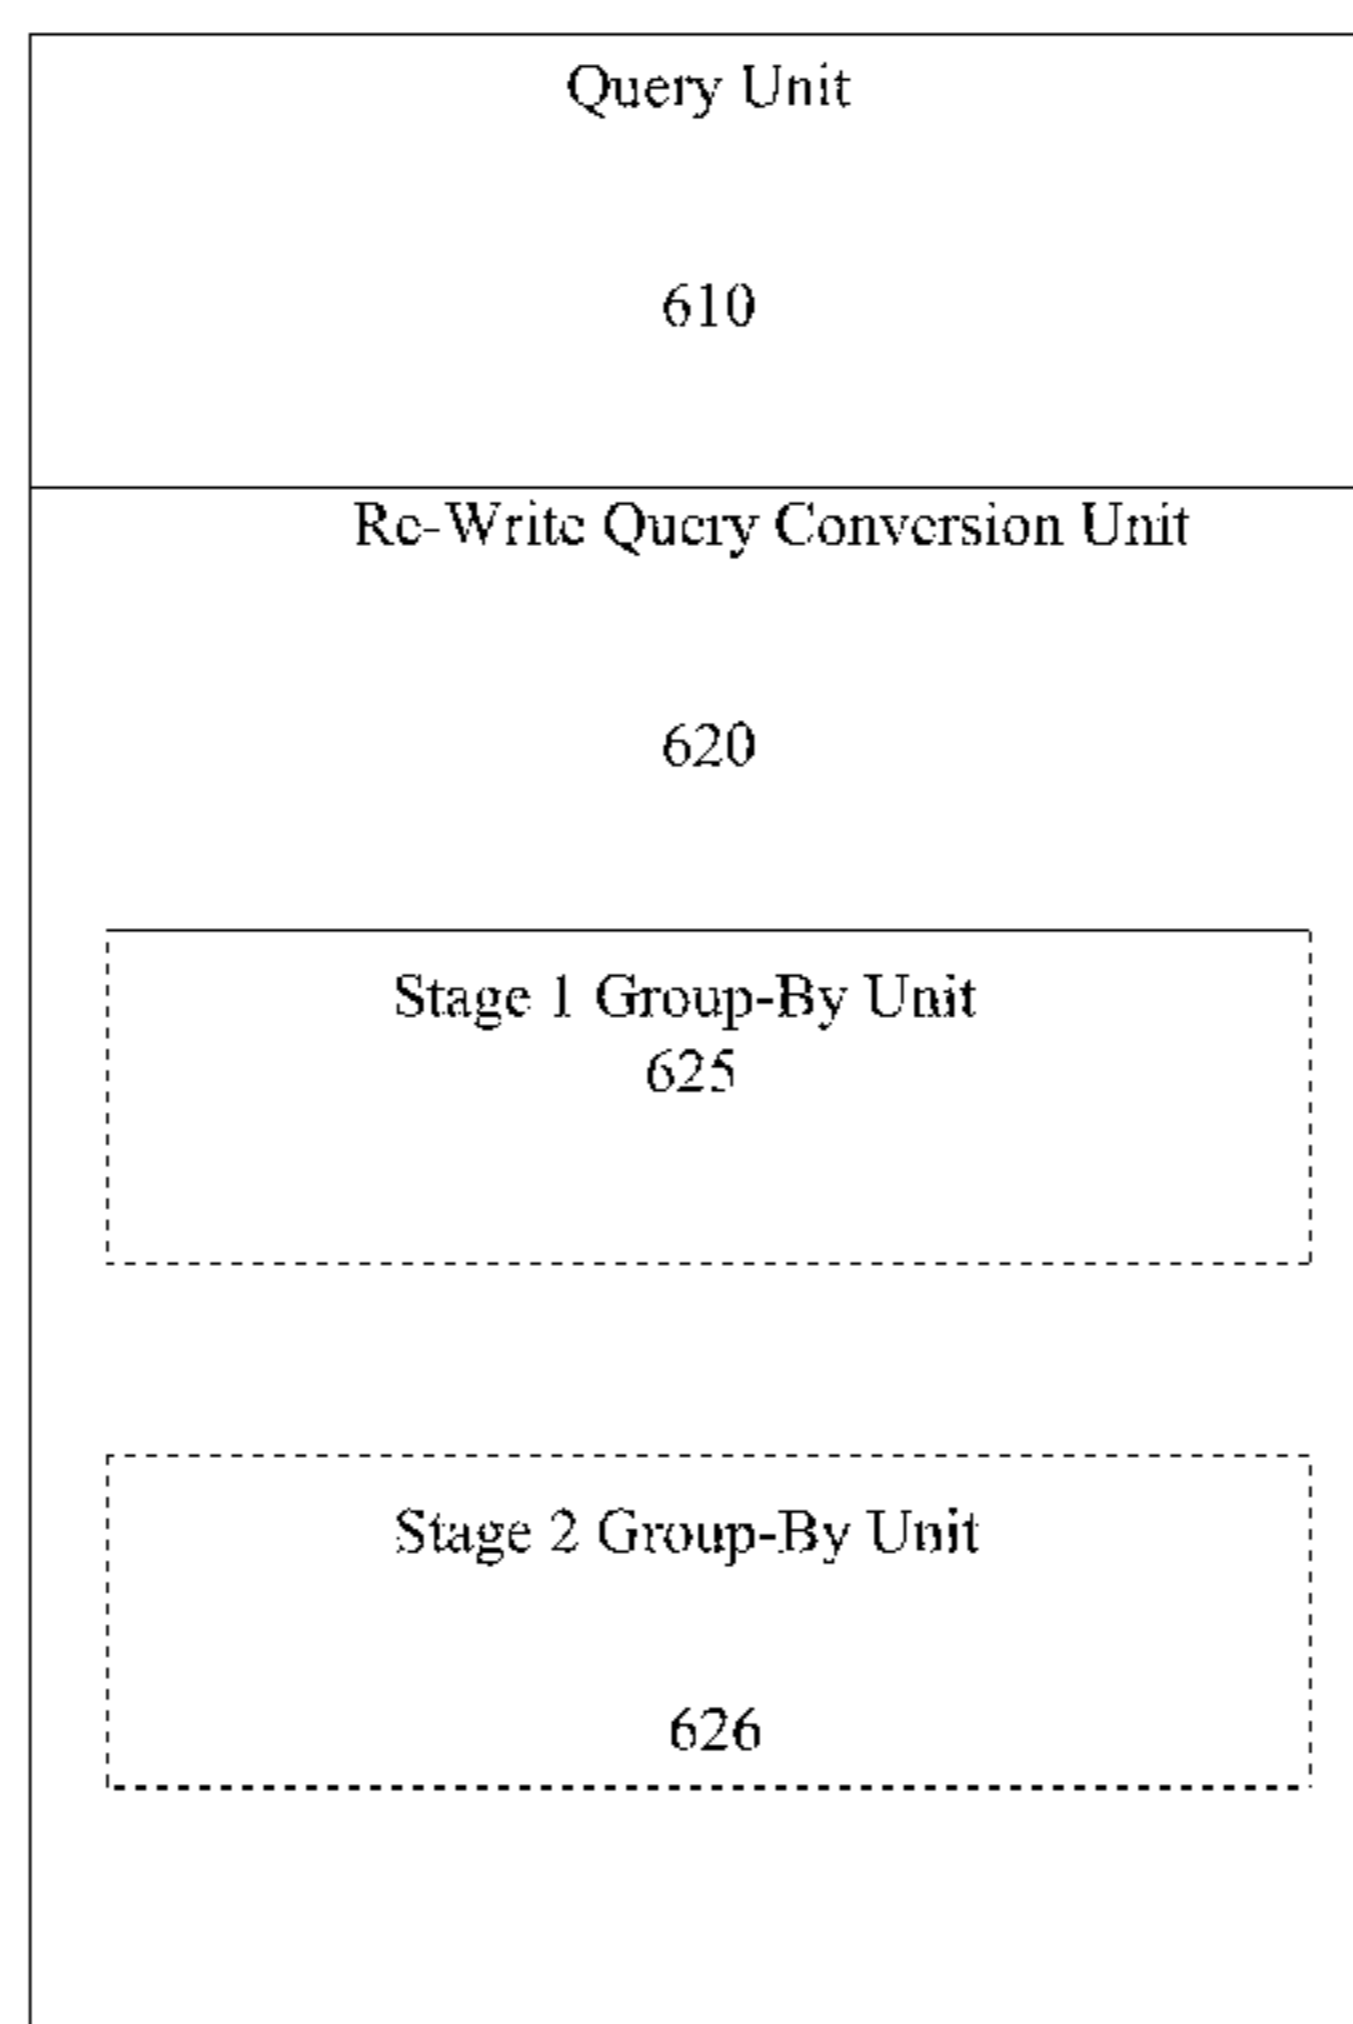 Query Unit
610
Re-Write Query Conversion Unit
620
Stage 1 Group-By Unit
625
Stage 2 Group-By Unit
626